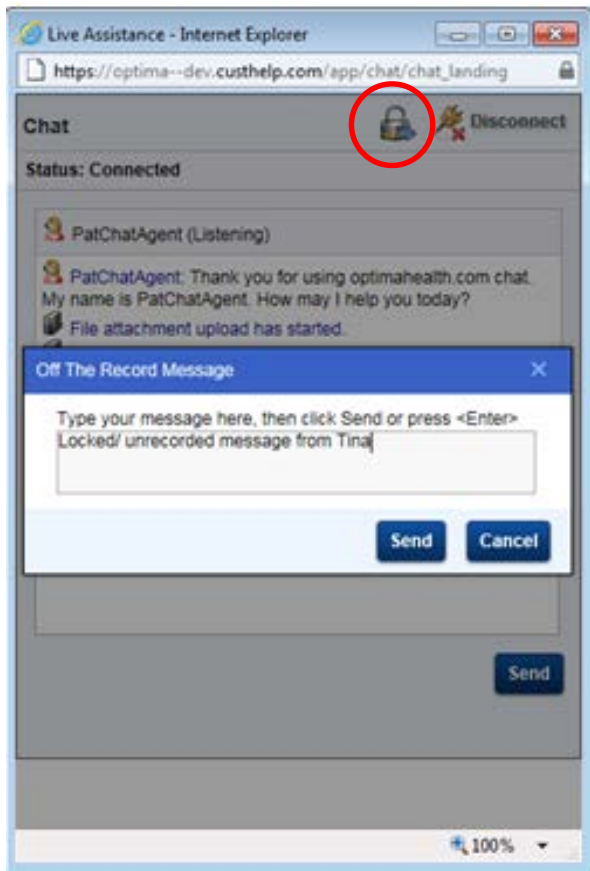 Live Assistance - Internet Explorer
https://optima--dev.custhelp.com/app/chat/chat_landing
Chat
Disconnect
Status: Connected
PatChatAgent (Listening)
PatChatAgent: Thank you for using optimahealth.com chat.
My name is PatChatAgent. How may I help you today?
File attachment upload has started.
Off The Record Message
Type your message here, then click Send or press <Enter>
Locked/ unrecorded message from Tina
Send Cancel
Send
100%